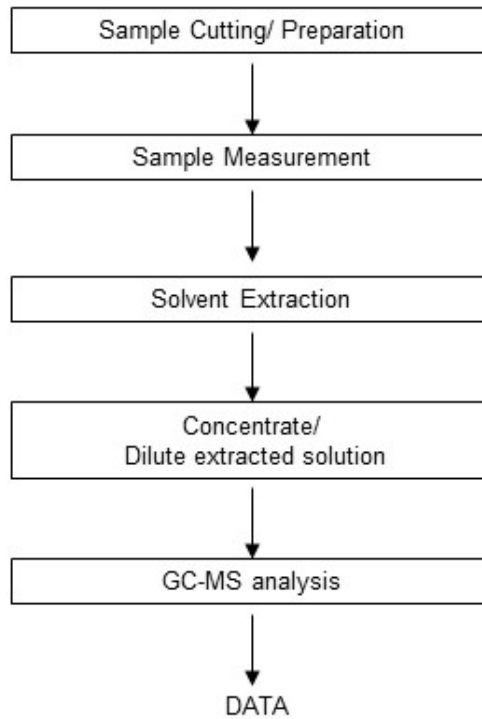 Sample Cutting/ Preparation
Sample Measurement
Solvent Extraction
Concentrate/
Dilute extracted solution
GC-MS analysis
DATA